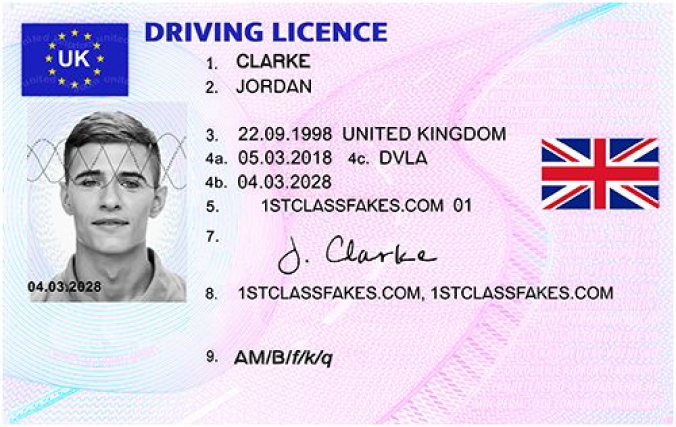 DRIVING LICENCE
UK
1. CLARKE
2. JORDAN
3. 22.09.1998 UNITED KINGDOM
4a. 05.03.2018 4c. DVLA
4b. 04.03.2028
5. 1STCLASSFAKES.COM 01
7. J. Clarke
04.03.2028
8. 1STCLASSFAKES.COM, 1STCLASSFAKES.COM
9. AM/B/f/k/q